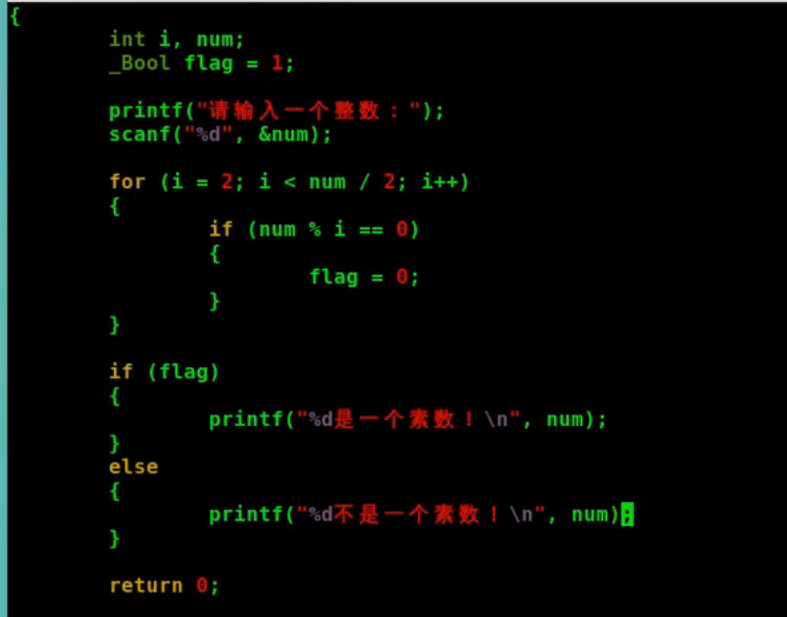 {
int i, num;
_Bool flag = 1;
printf("请输入一个整数：");
scanf("%d", &num);
for (i = 2; i < num / 2; i++)
{
if (num % i == 0)
{
flag = 0;
}
}
if (flag)
{
printf("%d是一个素数！\n", num);
}
else
{
printf("%d不是一个素数！\n", num);
}
return 0;